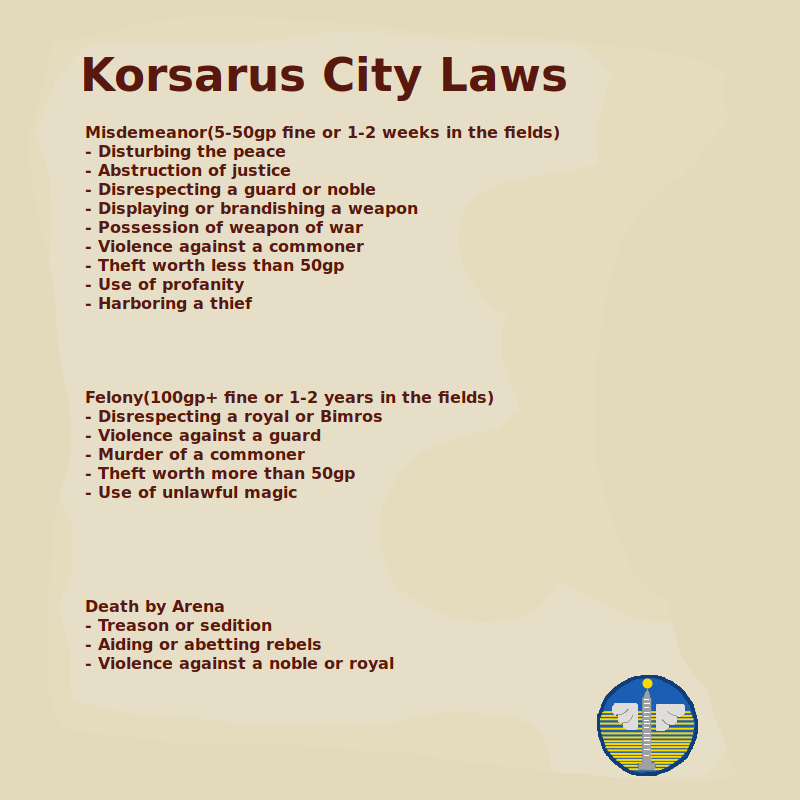 Korsarus City Laws
Misdemeanor(5-50gp fine or 1-2 weeks in the fields)
- Disturbing the peace
- Abstruction of justice
- Disrespecting a guard or noble
- Displaying or brandishing a weapon
- Possession of weapon of war
- Violence against a commoner
- Theft worth less than 50gp
- Use of profanity
- Harboring a thief
Felony(100gp+ fine or 1-2 years in the fields)
- Disrespecting a royal or Bimros
- Violence against a guard
- Murder of a commoner
- Theft worth more than 50gp
- Use of unlawful magic
Death by Arena
- Treason or sedition
- Aiding or abetting rebels
- Violence against a noble or royal